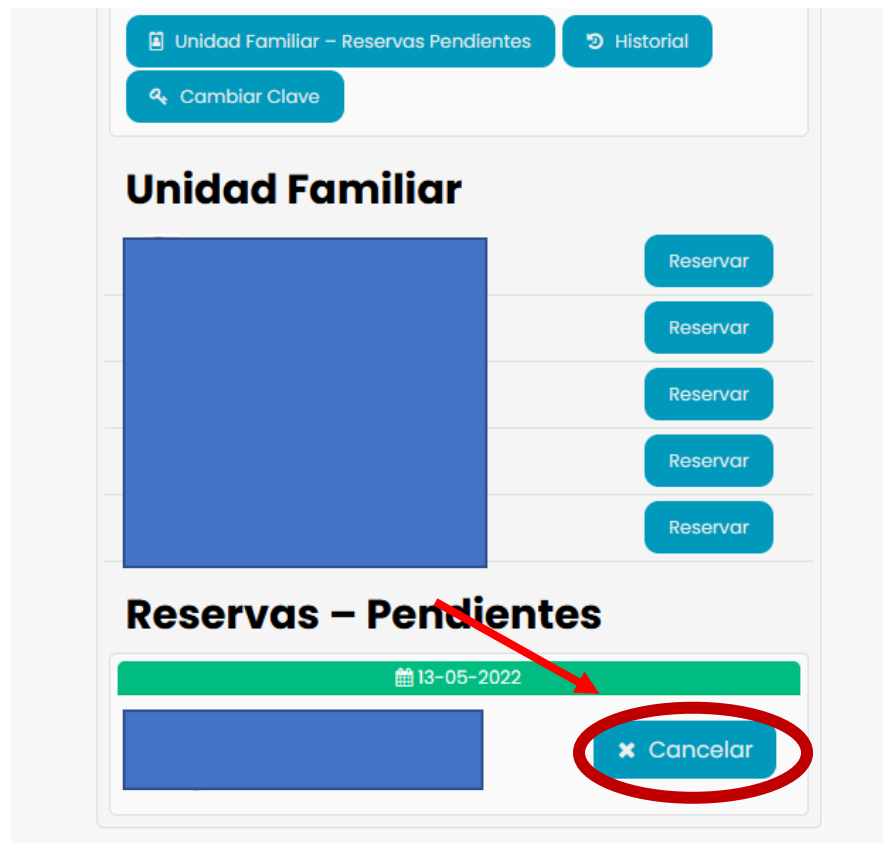 Unidad Familiar – Reservas Pendientes
Historial
Cambiar Clave
Unidad Familiar
Reservar
Reservar
Reservar
Reservar
Reservar
Reservas – Pendientes
13-05-2022
Cancelar